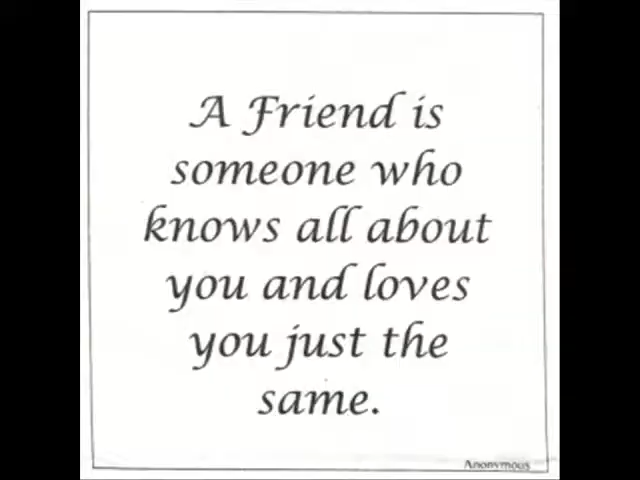 A Friend is
someone who
knows all about
you and loves
you just the
same.
Anonymous